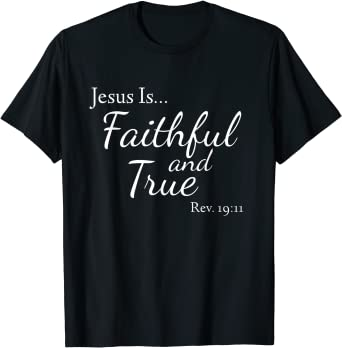 Jesus Is...
Faithful
and
True
Rev. 19:11